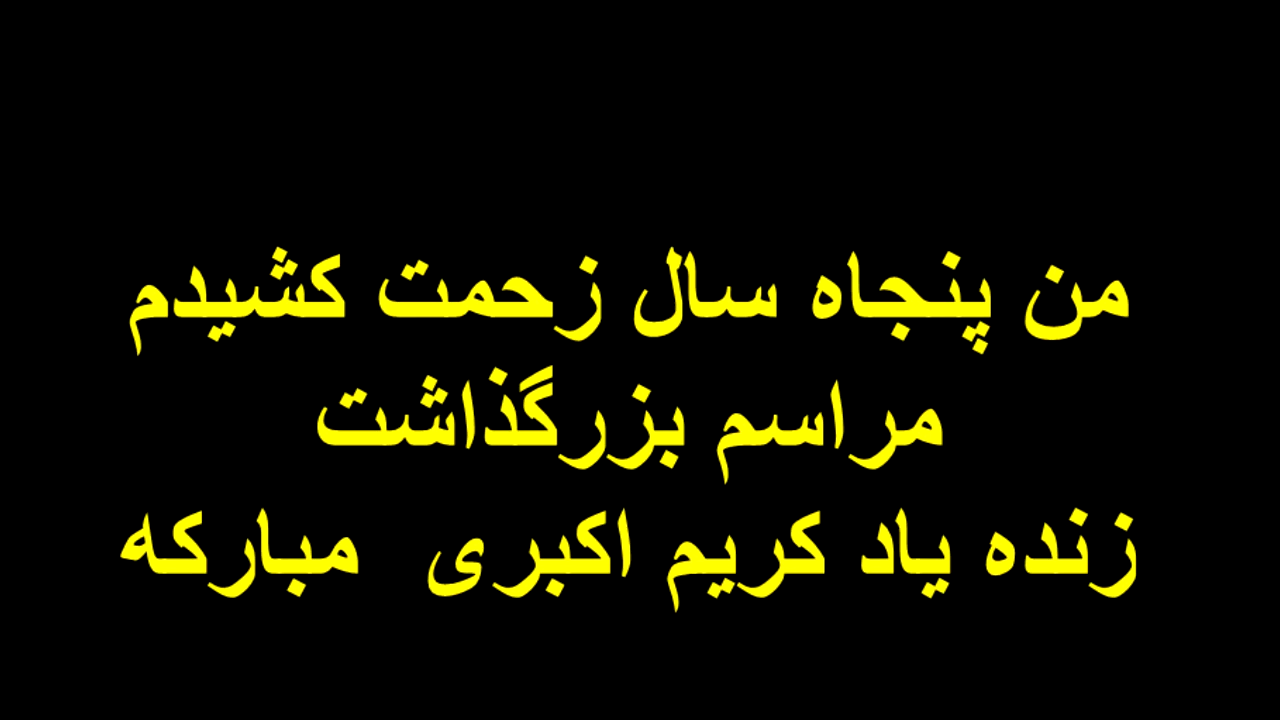 من پنجاه سال زحمت کشیدم
مراسم بزرگذاشت
زنده یاد کریم اکبری  مبارکه